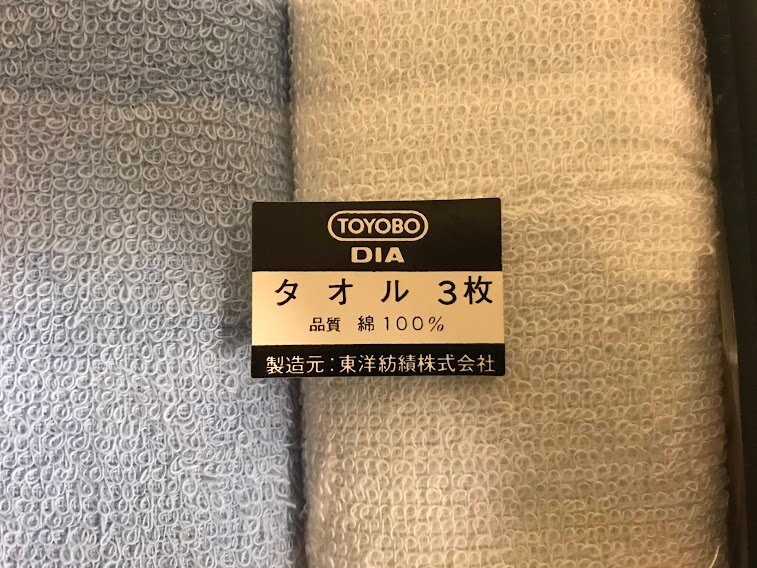 TOYOBO
DIA
タオル 3枚
品質 綿100%
製造元:東洋紡績株式会社